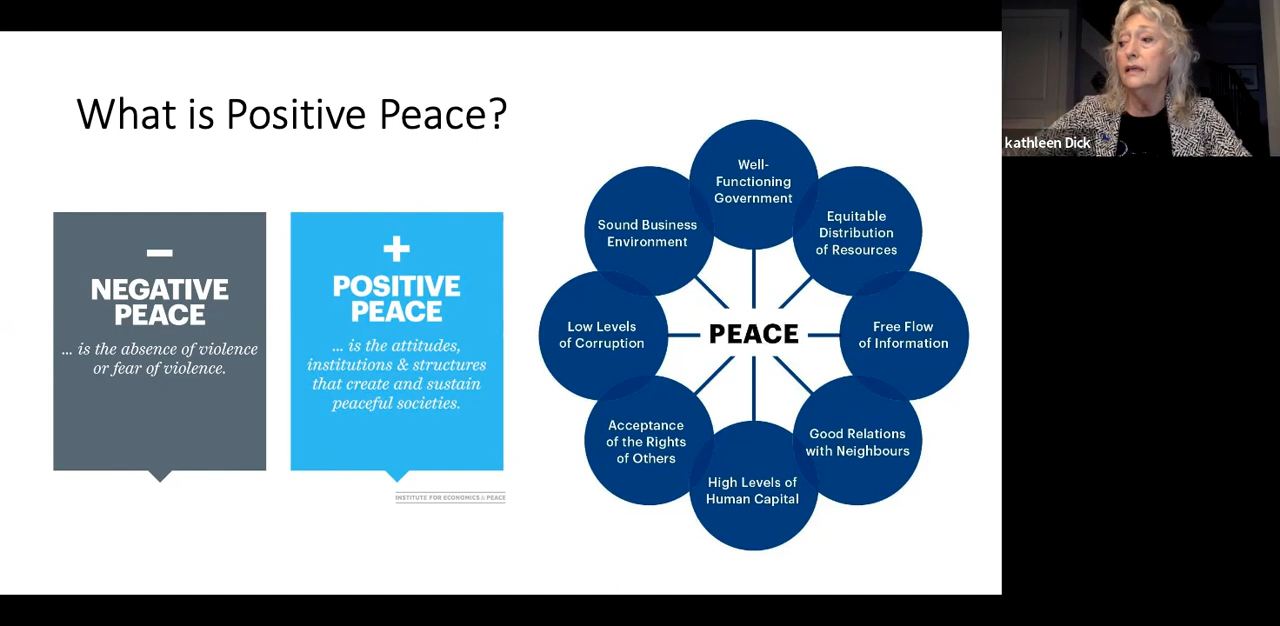 What is Positive Peace?
NEGATIVE
PEACE
... is the absence of violence
or fear of violence.
POSITIVE
PEACE
... is the attitudes,
institutions & structures
that create and sustain
peaceful societies.
INSTITUTE FOR ECONOMICS & PEACE
Well-
Functioning
Government
Equitable
Distribution
of Resources
Free Flow
of Information
Good Relations
with Neighbours
High Levels of
Human Capital
Acceptance
of the Rights
of Others
Low Levels
of Corruption
Sound Business
Environment
PEACE
kathleen Dick